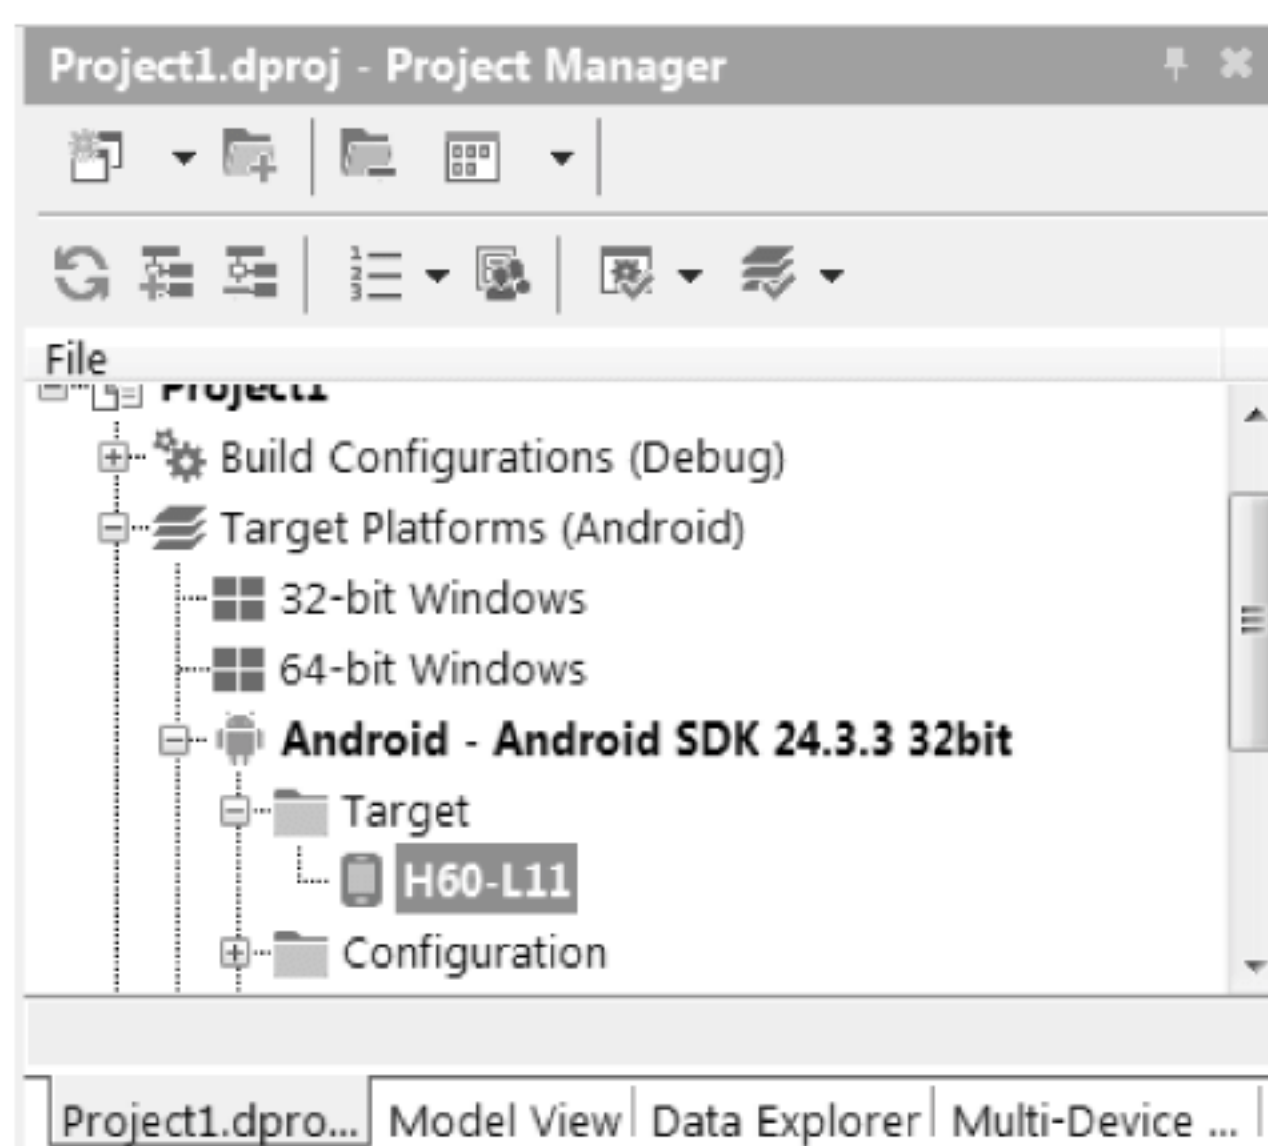 Project1.dproj - Project Manager
File
Project1
Build Configurations (Debug)
Target Platforms (Android)
32-bit Windows
64-bit Windows
Android - Android SDK 24.3.3 32bit
Target
H60-L11
Configuration
Project1.dpro... Model View Data Explorer Multi-Device ...